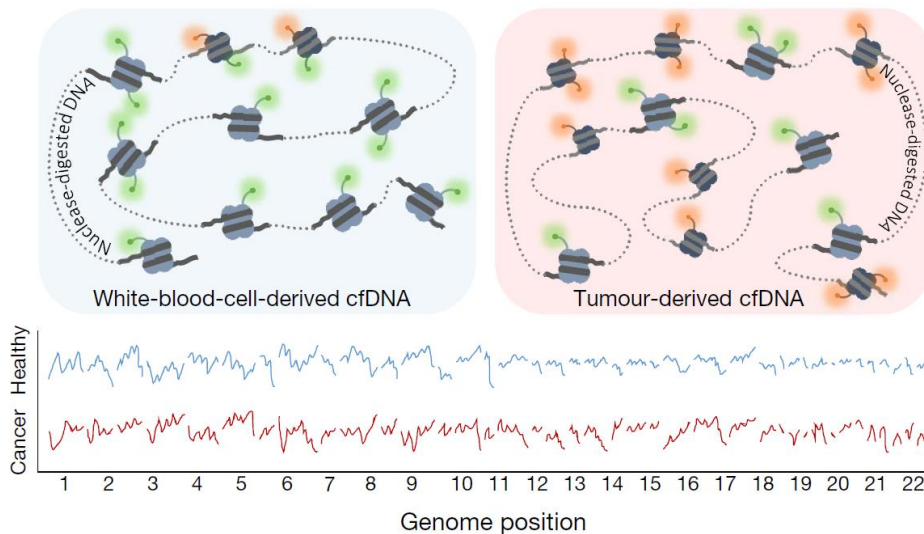 Nuclease-digested DNA
White-blood-cell-derived cfDNA
Nuclease-digested DNA
Tumour-derived cfDNA
Healthy
Cancer
1 2 3 4 5 6 7 8 9 10 11 12 13 14 15 16 17 18 19 20 21 22
Genome position